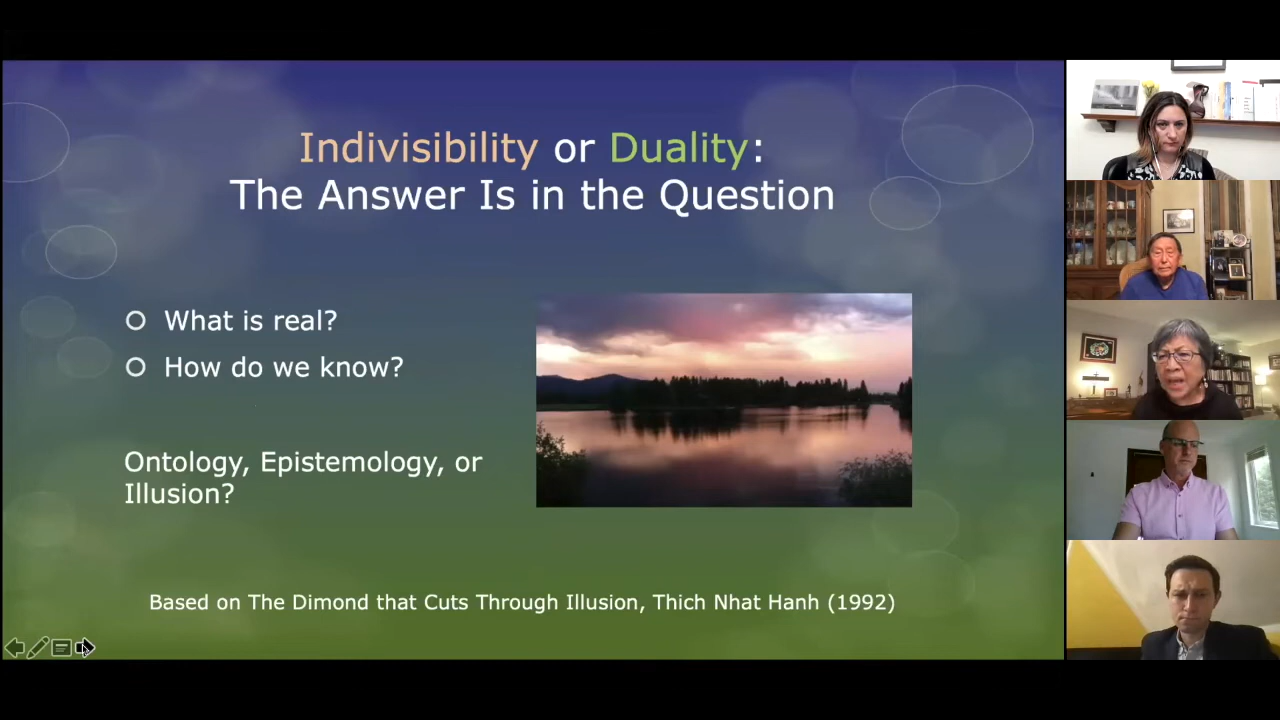 Indivisibility or Duality:
The Answer Is in the Question
What is real?
How do we know?
Ontology, Epistemology, or
Illusion?
Based on The Dimond that Cuts Through Illusion, Thich Nhat Hanh (1992)